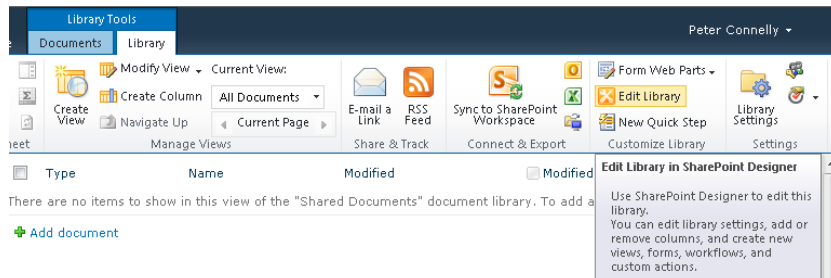 Library Tools
Peter Connelly
Documents Library
Modify View Current View:
Create Column All Documents
Navigate Up Current Page
Create
View
E-mail a
Link
RSS
Feed
Sync to SharePoint
Workspace
Form Web Parts
Edit Library
New Quick Step
Library
Settings
Manage Views Share & Track Connect & Export Customize Library Settings
Type Name Modified Modified
There are no items to show in this view of the "Shared Documents" document library. To add a
Add document
Edit Library in SharePoint Designer
Use SharePoint Designer to edit this
library.
You can edit library settings, add or
remove columns, and create new
views, forms, workflows, and
custom actions.